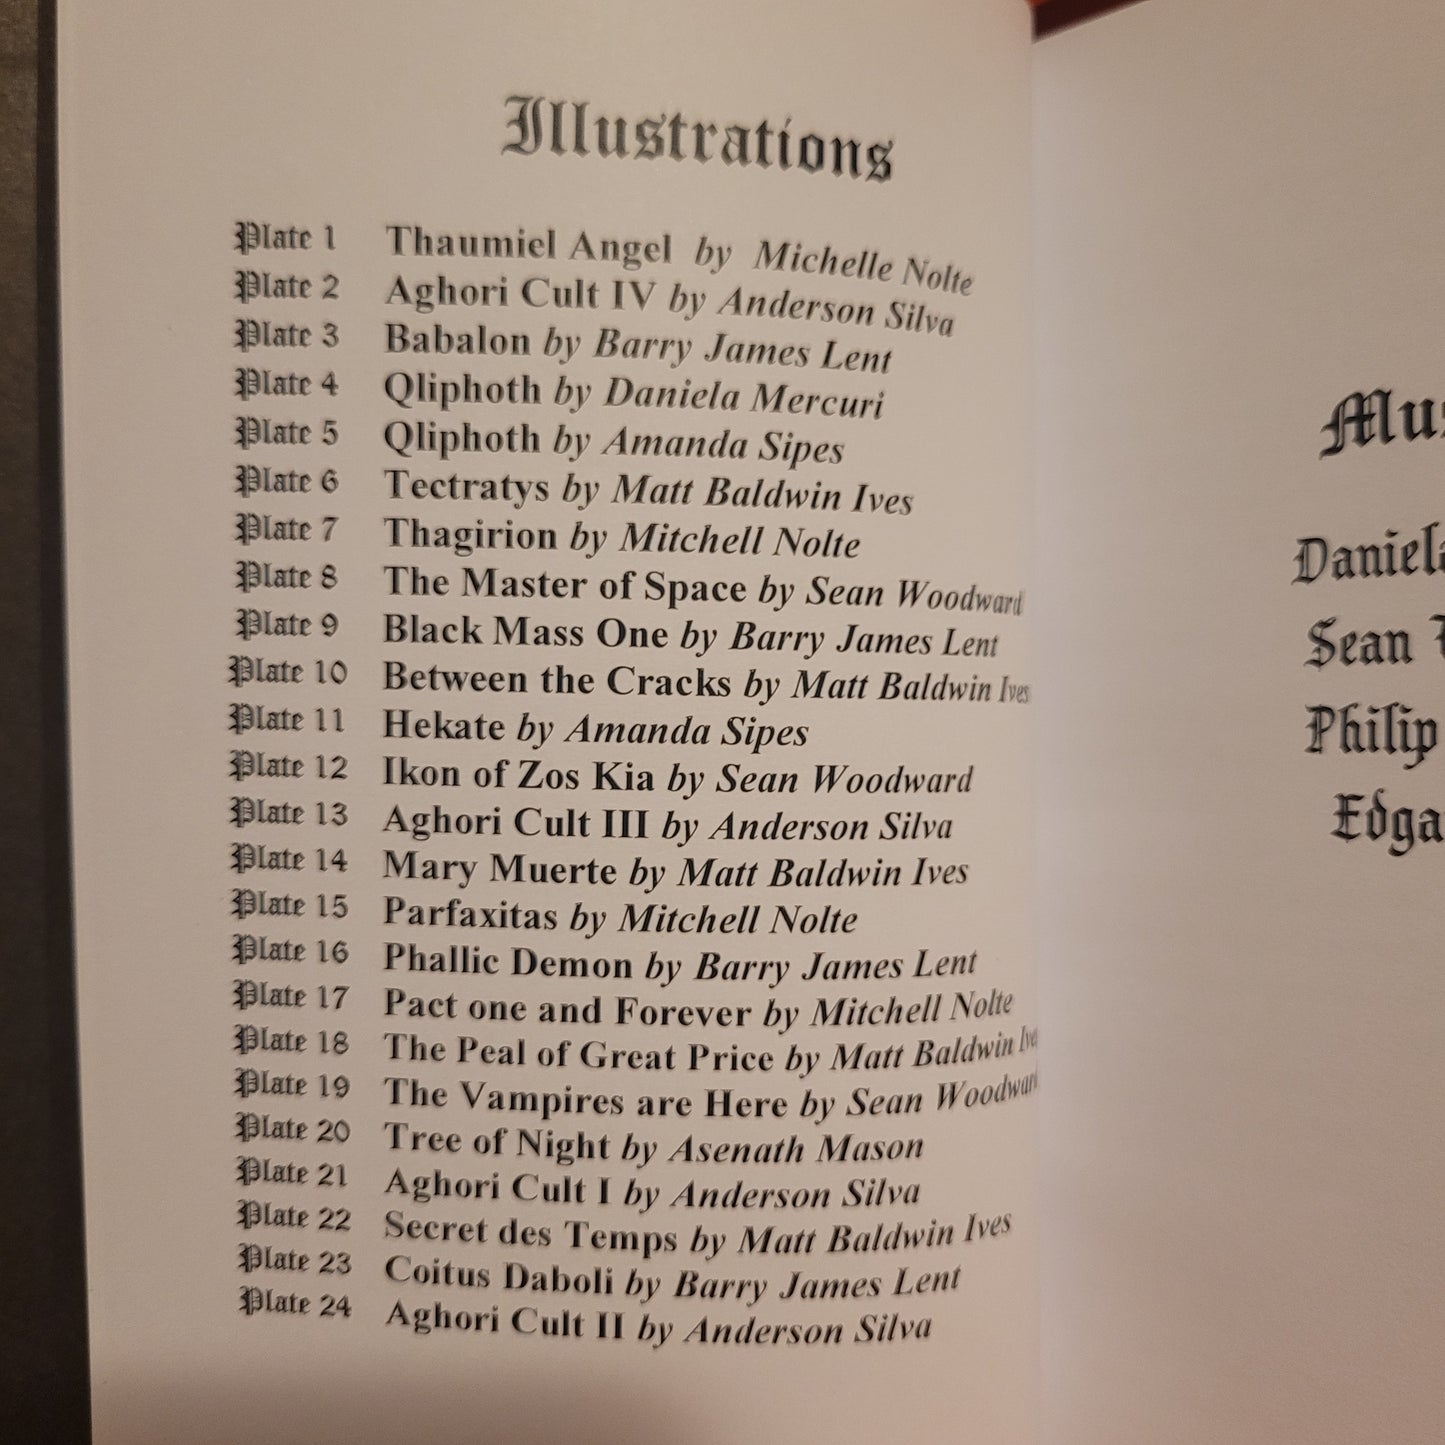 Illustrations
Plate 1 Thaumiel Angel by Michelle Nolte
Plate 2 Aghori Cult IV by Anderson Silva
Plate 3 Babalon by Barry James Lent
Plate 4 Qliphoth by Daniela Mercuri
Plate 5 Qliphoth by Amanda Sipes
Plate 6 Tectratys by Matt Baldwin Ives
Plate 7 Thagirion by Mitchell Nolte
Plate 8 The Master of Space by Sean Woodward
Plate 9 Black Mass One by Barry James Lent
Plate 10 Between the Cracks by Matt Baldwin Ives
Plate 11 Hekate by Amanda Sipes
Plate 12 Ikon of Zos Kia by Sean Woodward
Plate 13 Aghori Cult III by Anderson Silva
Plate 14 Mary Muerte by Matt Baldwin Ives
Plate 15 Parfaxitas by Mitchell Nolte
Plate 16 Phallic Demon by Barry James Lent
Plate 17 Pact one and Forever by Mitchell Nolte
Plate 18 The Peal of Great Price by Matt Baldwin Ives
Plate 19 The Vampires are Here by Sean Woodward
Plate 20 Tree of Night by Asenath Mason
Plate 21 Aghori Cult I by Anderson Silva
Plate 22 Secret des Temps by Matt Baldwin Ives
Plate 23 Coitus Daboli by Barry James Lent
Plate 24 Aghori Cult II by Anderson Silva
Sean
Philip